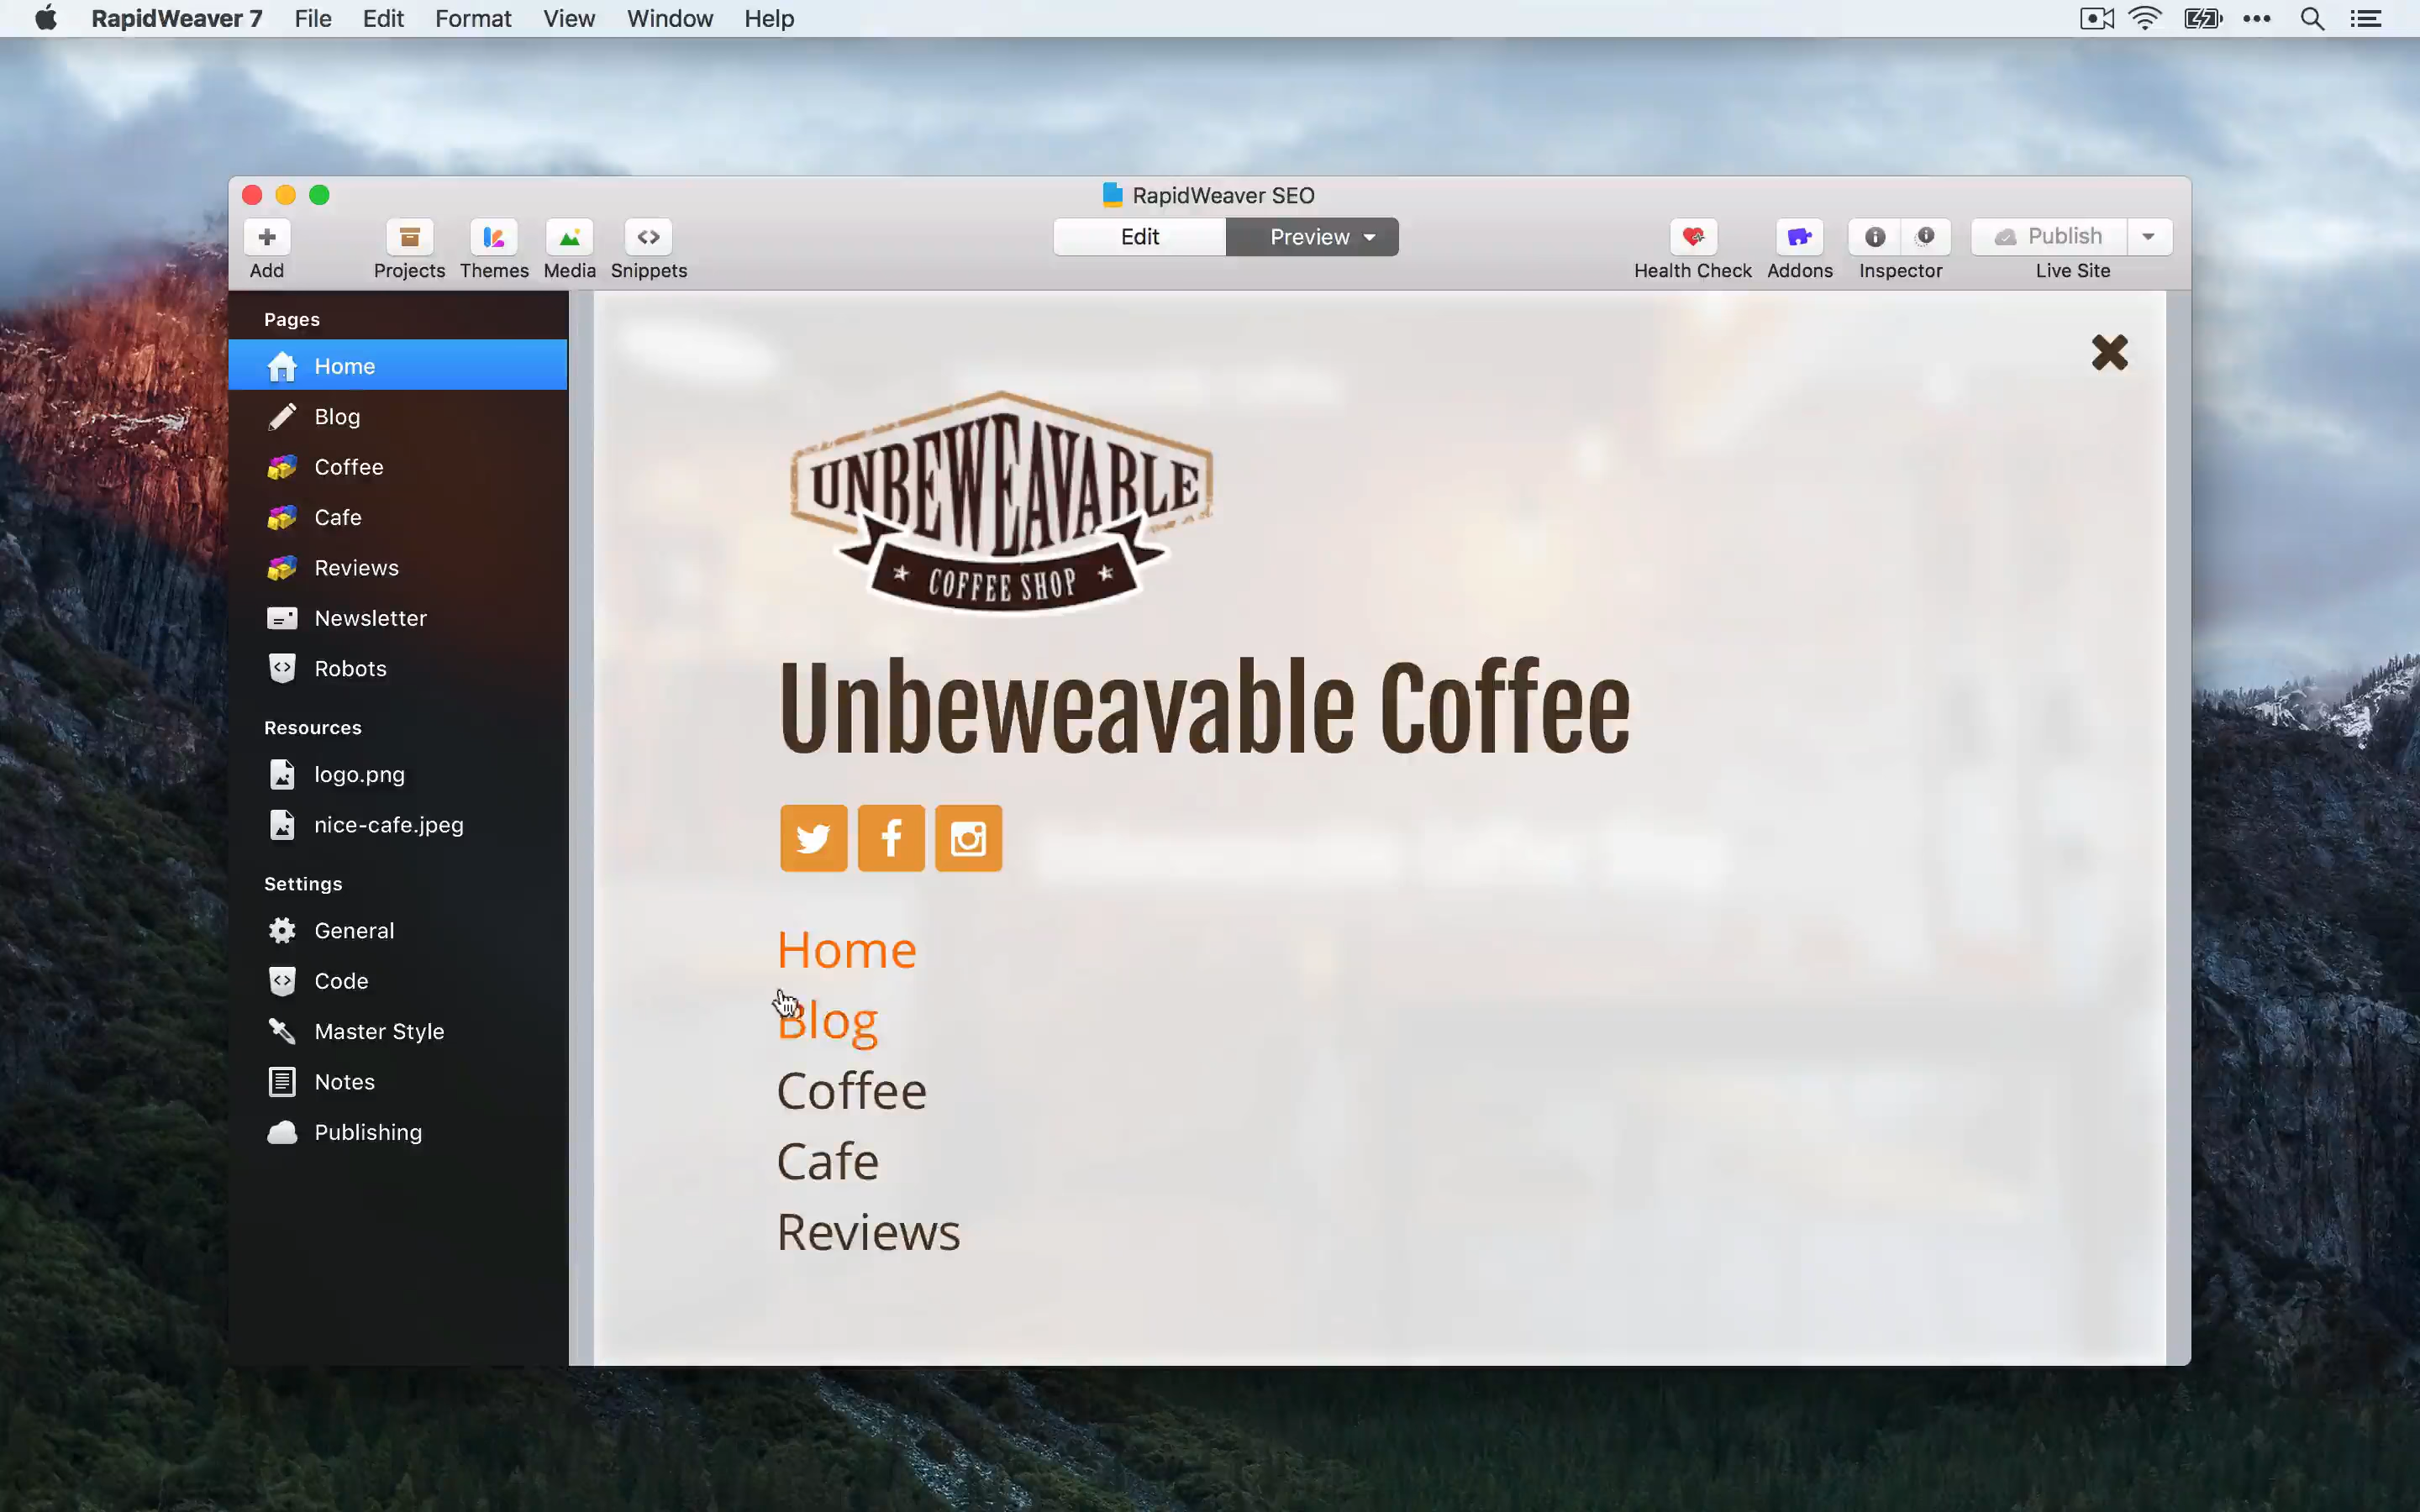 RapidWeaver 7 File Edit Format View Window Help
RapidWeaver SEO
Edit Preview Publish
Add Projects Themes Media Snippets Health Check Addons Inspector Live Site
Pages
Home
Blog
Coffee
Cafe
Reviews
Newsletter
Robots
Resources
logo.png
nice-cafe.jpeg
Settings
General
Code
Master Style
Notes
Publishing
UNBEWEAVABLE
COFFEE SHOP
Unbeweavable Coffee
Home
Blog
Coffee
Cafe
Reviews